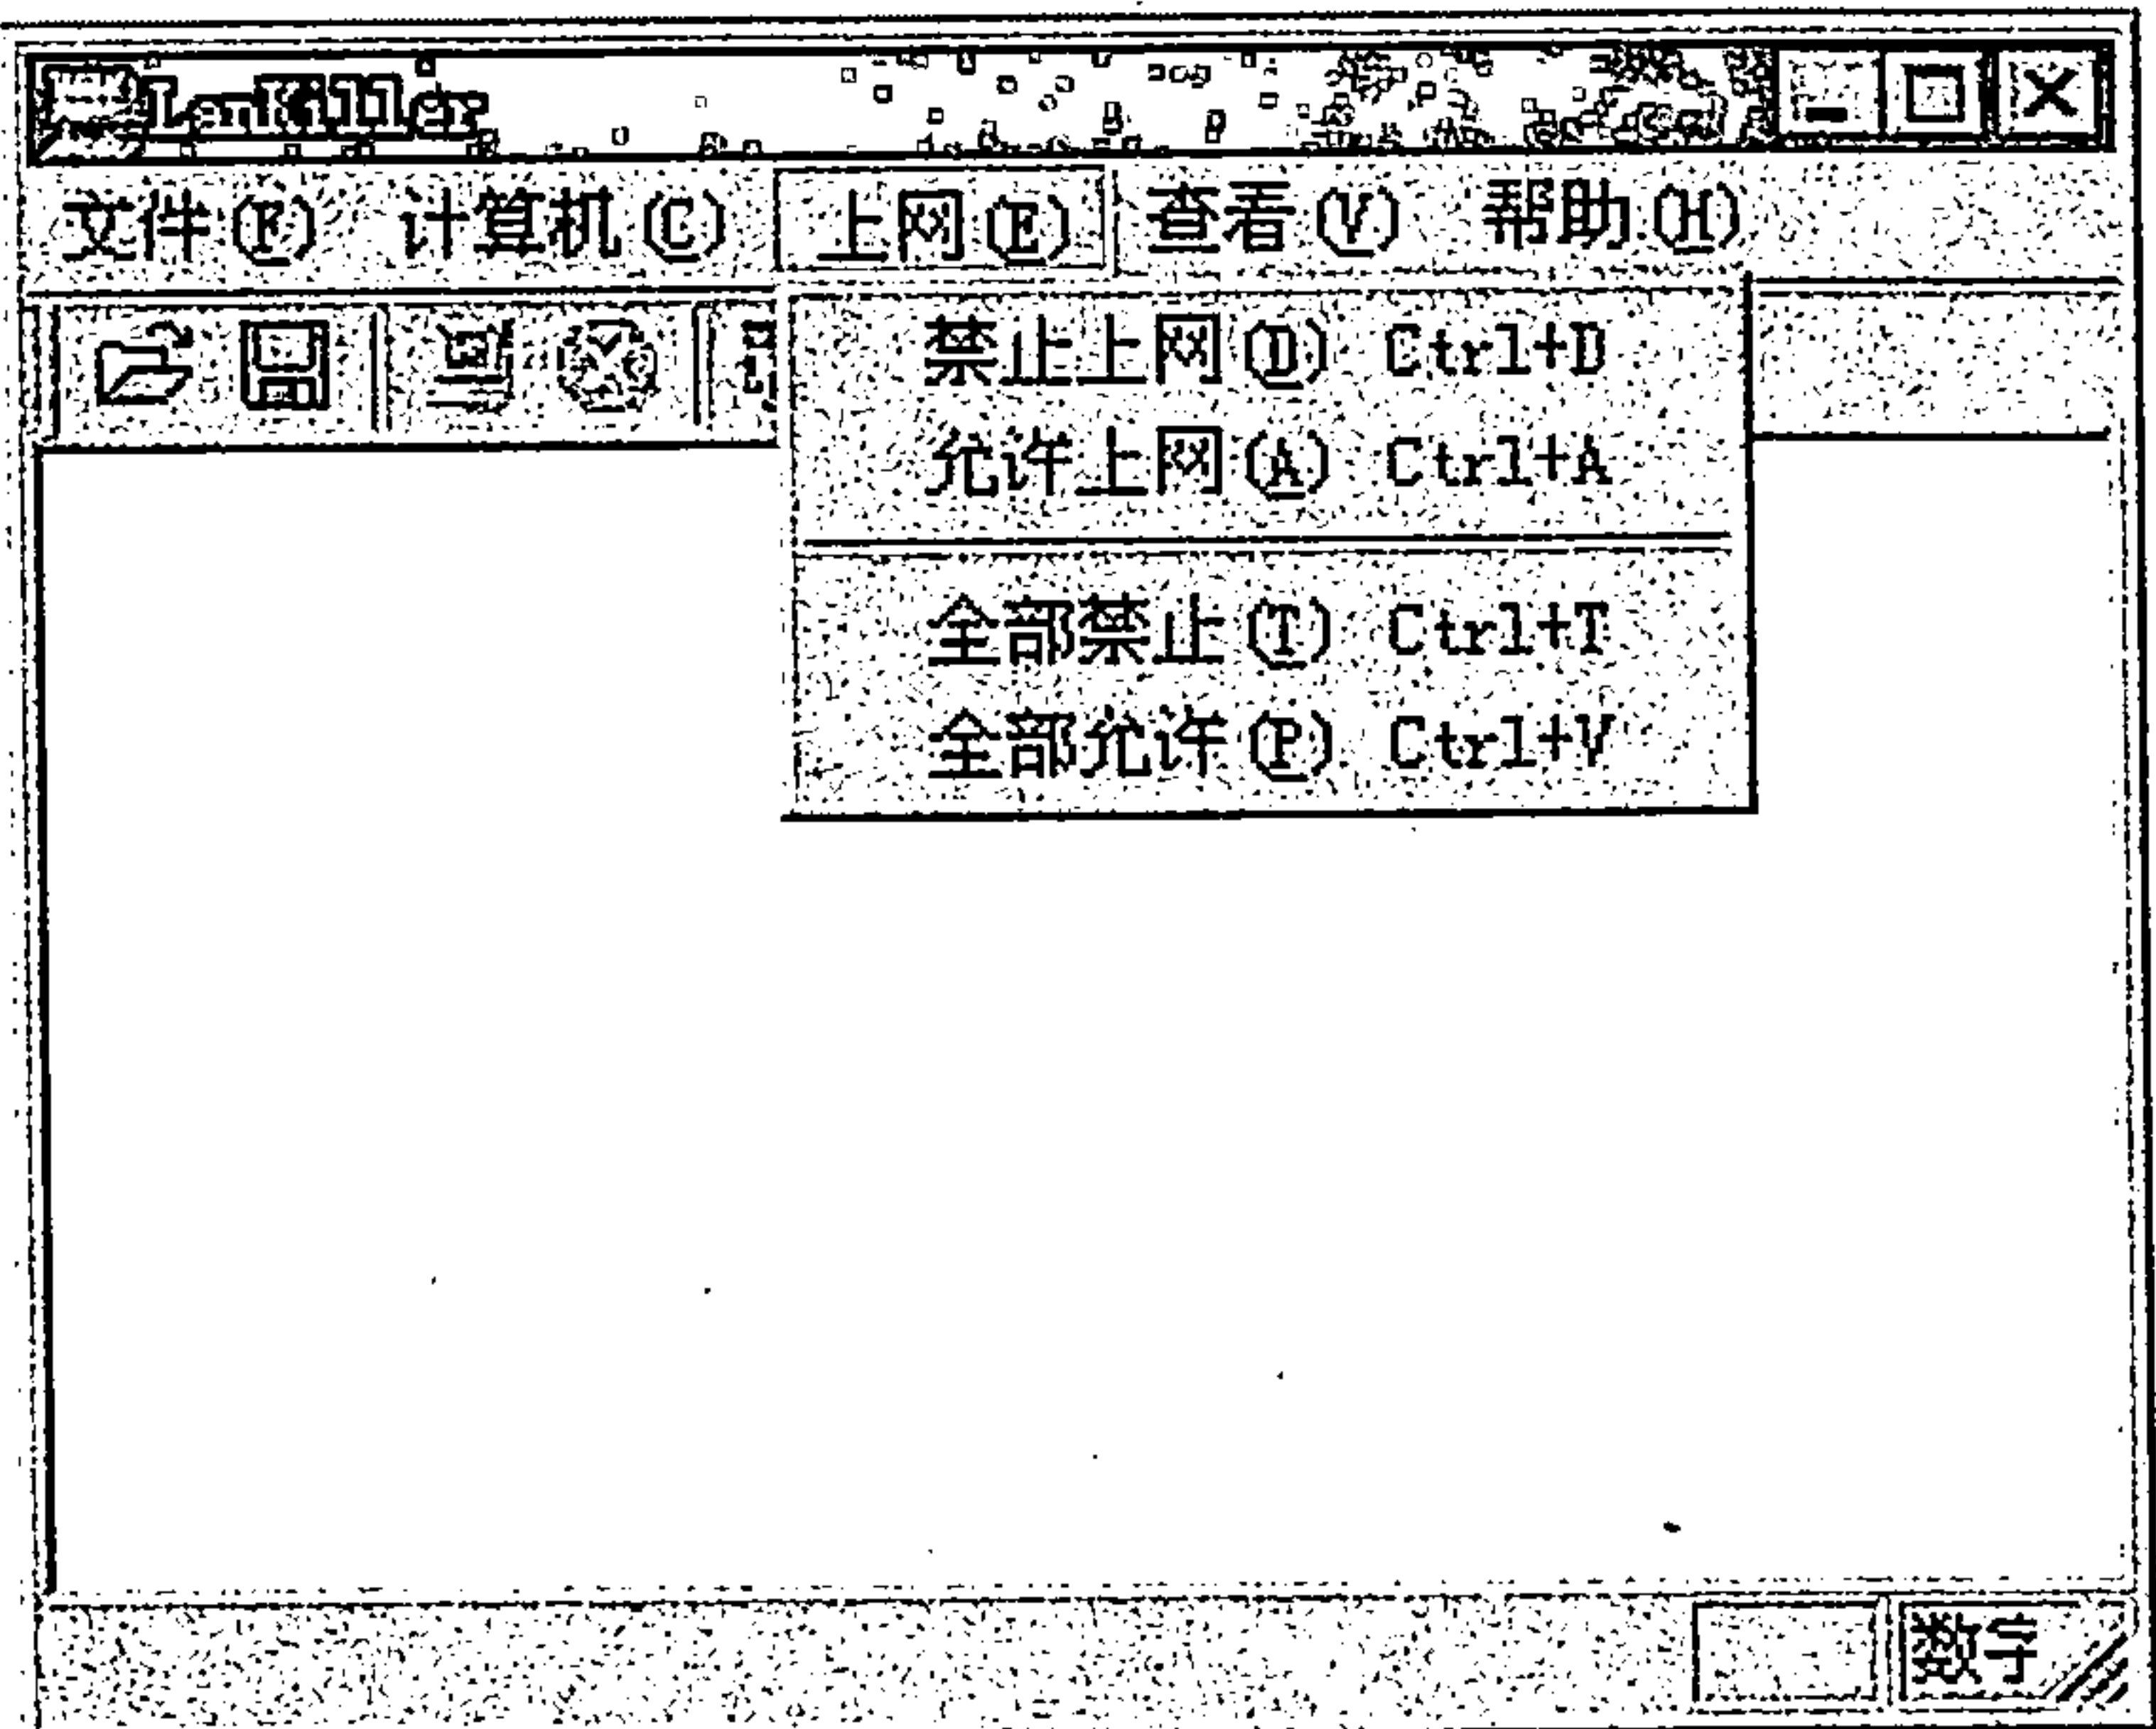 LanKiller
文件(F) 计算机(C) 上网(E) 查看(V) 帮助(H)
禁止上网(D) Ctrl+D
允许上网(A) Ctrl+A
全部禁止(T) Ctrl+T
全部允许(P) Ctrl+V
数字